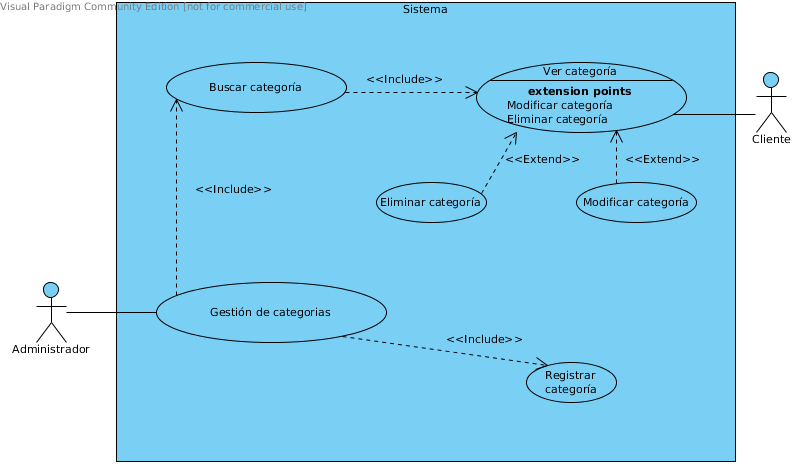 Visual Paradigm Community Edition [not for commercial use]
Sistema
Buscar categoría
<<Include>>
Ver categoría
extension points
Modificar categoría
Eliminar categoría
Cliente
<<Extend>>
<<Extend>>
<<Include>>
Eliminar categoría
Modificar categoría
Gestión de categorias
Administrador
<<Include>>
Registrar
categoría